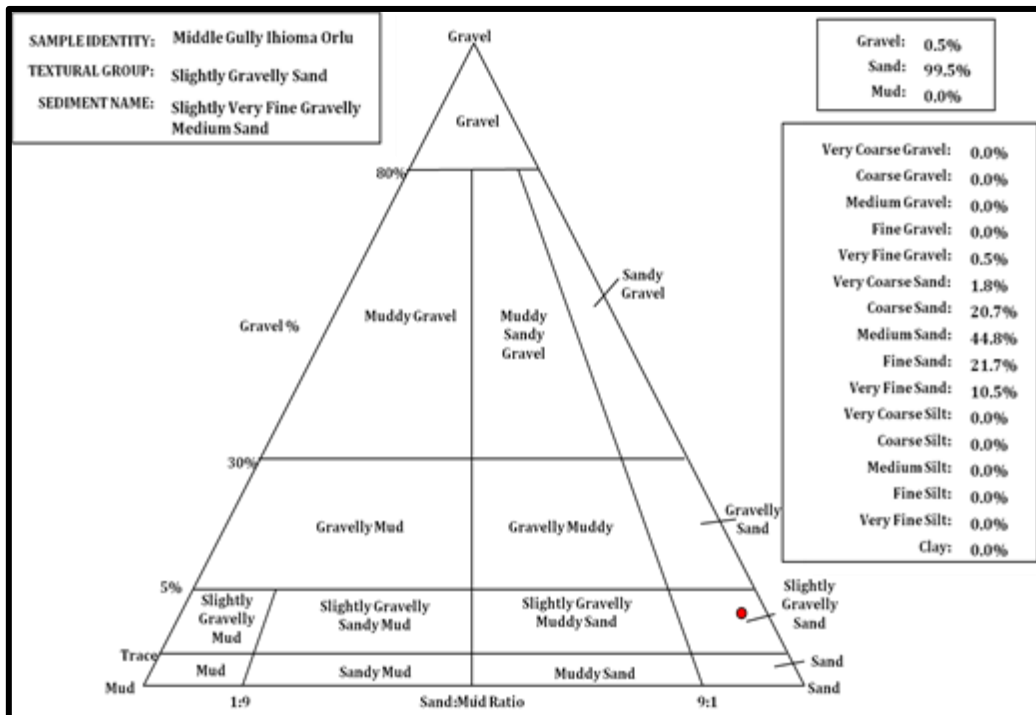 SAMPLE IDENTITY: Middle Gully Ihioma Orlu
TEXTURAL GROUP: Slightly Gravelly Sand
SEDIMENT NAME: Slightly Very Fine Gravelly
Medium Sand
Gravel: 0.5%
Sand: 99.5%
Mud: 0.0%
Very Coarse Gravel: 0.0%
Coarse Gravel: 0.0%
Medium Gravel: 0.0%
Fine Gravel: 0.0%
Very Fine Gravel: 0.5%
Very Coarse Sand: 1.8%
Coarse Sand: 20.7%
Medium Sand: 44.8%
Fine Sand: 21.7%
Very Fine Sand: 10.5%
Very Coarse Silt: 0.0%
Coarse Silt: 0.0%
Medium Silt: 0.0%
Fine Silt: 0.0%
Very Fine Silt: 0.0%
Clay: 0.0%
Gravel
Gravel
80%
Sandy
Gravel
Gravel %
Muddy Gravel
Muddy
Sandy
Gravel
30%
Gravelly Mud
Gravelly Muddy
Gravelly
Sand
5%
Slightly
Gravelly
Mud
Slightly Gravelly
Sandy Mud
Slightly Gravelly
Muddy Sand
Slightly
Gravelly
Sand
Trace
Mud
Sandy Mud
Muddy Sand
Sand
Mud
1:9
Sand:Mud Ratio
9:1
Sand